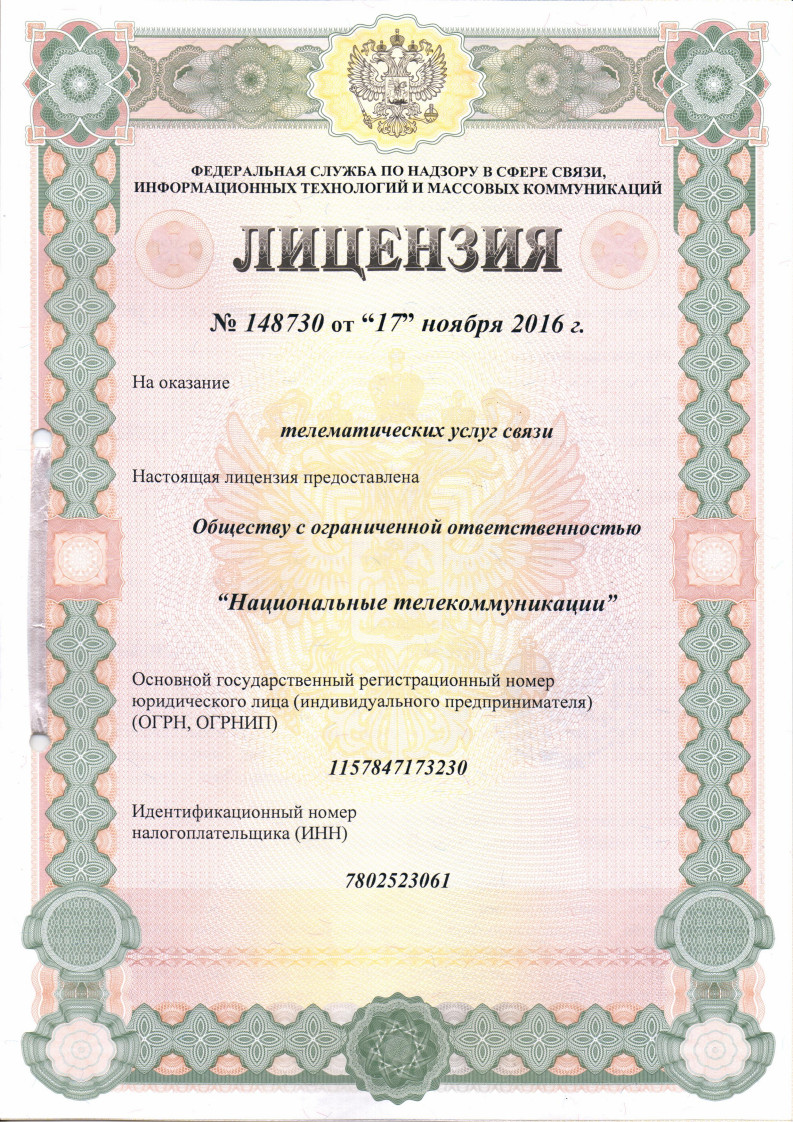 ФЕДЕРАЛЬНАЯ СЛУЖБА ПО НАДЗОРУ В СФЕРЕ СВЯЗИ,
ИНФОРМАЦИОННЫХ ТЕХНОЛОГИЙ И МАССОВЫХ КОММУНИКАЦИЙ
ЛИЦЕНЗИЯ
№ 148730 от “17” ноября 2016 г.
На оказание
телематических услуг связи
Настоящая лицензия предоставлена
Обществу с ограниченной ответственностью
“Национальные телекоммуникации”
Основной государственный регистрационный номер
юридического лица (индивидуального предпринимателя)
(ОГРН, ОГРНИП)
1157847173230
Идентификационный номер
налогоплательщика (ИНН)
7802523061